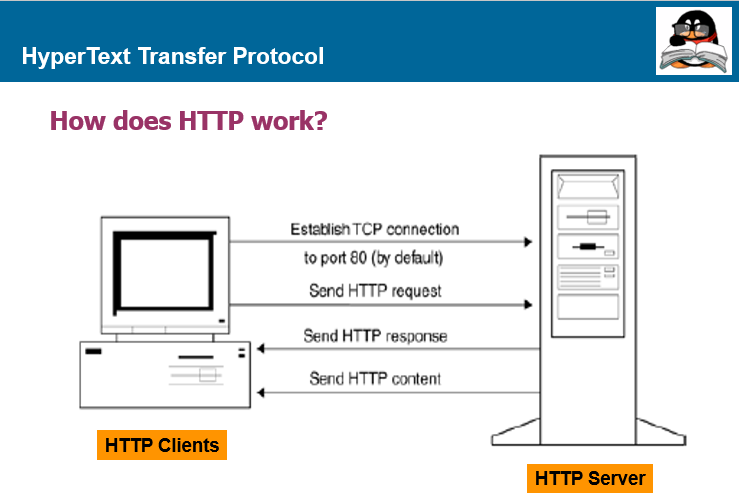 HyperText Transfer Protocol
How does HTTP work?
Establish TCP connection
to port 80 (by default)
Send HTTP request
Send HTTP response
Send HTTP content
HTTP Clients
HTTP Server